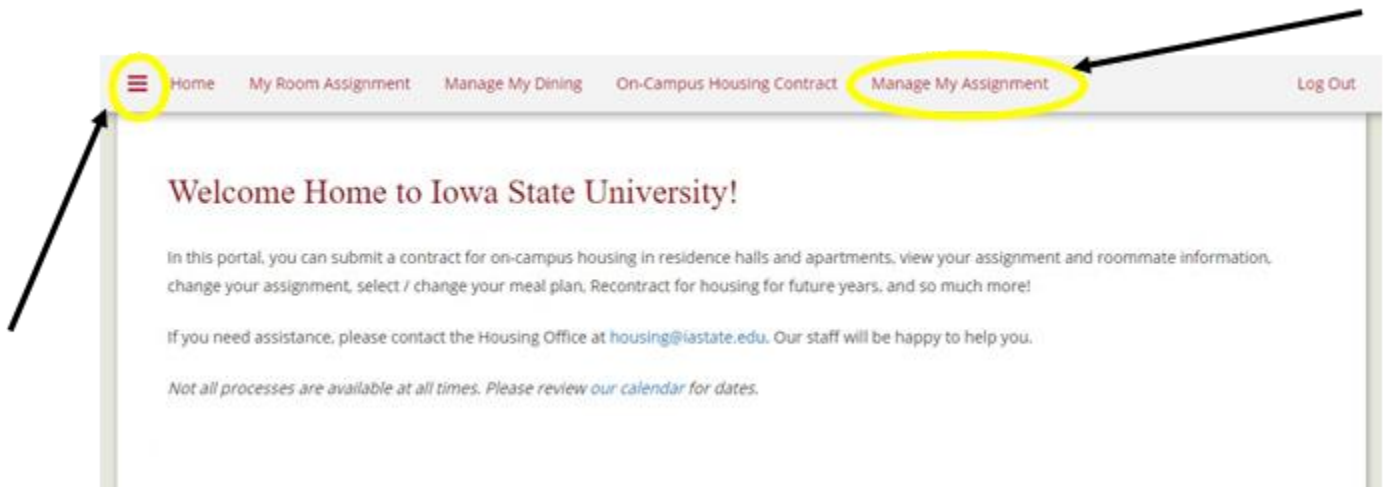 Home My Room Assignment Manage My Dining On-Campus Housing Contract Manage My Assignment Log Out
Welcome Home to Iowa State University!
In this portal, you can submit a contract for on-campus housing in residence halls and apartments, view your assignment and roommate information,
change your assignment, select / change your meal plan, Recontract for housing for future years, and so much more!
If you need assistance, please contact the Housing Office at housing@iastate.edu. Our staff will be happy to help you.
Not all processes are available at all times. Please review our calendar for dates.